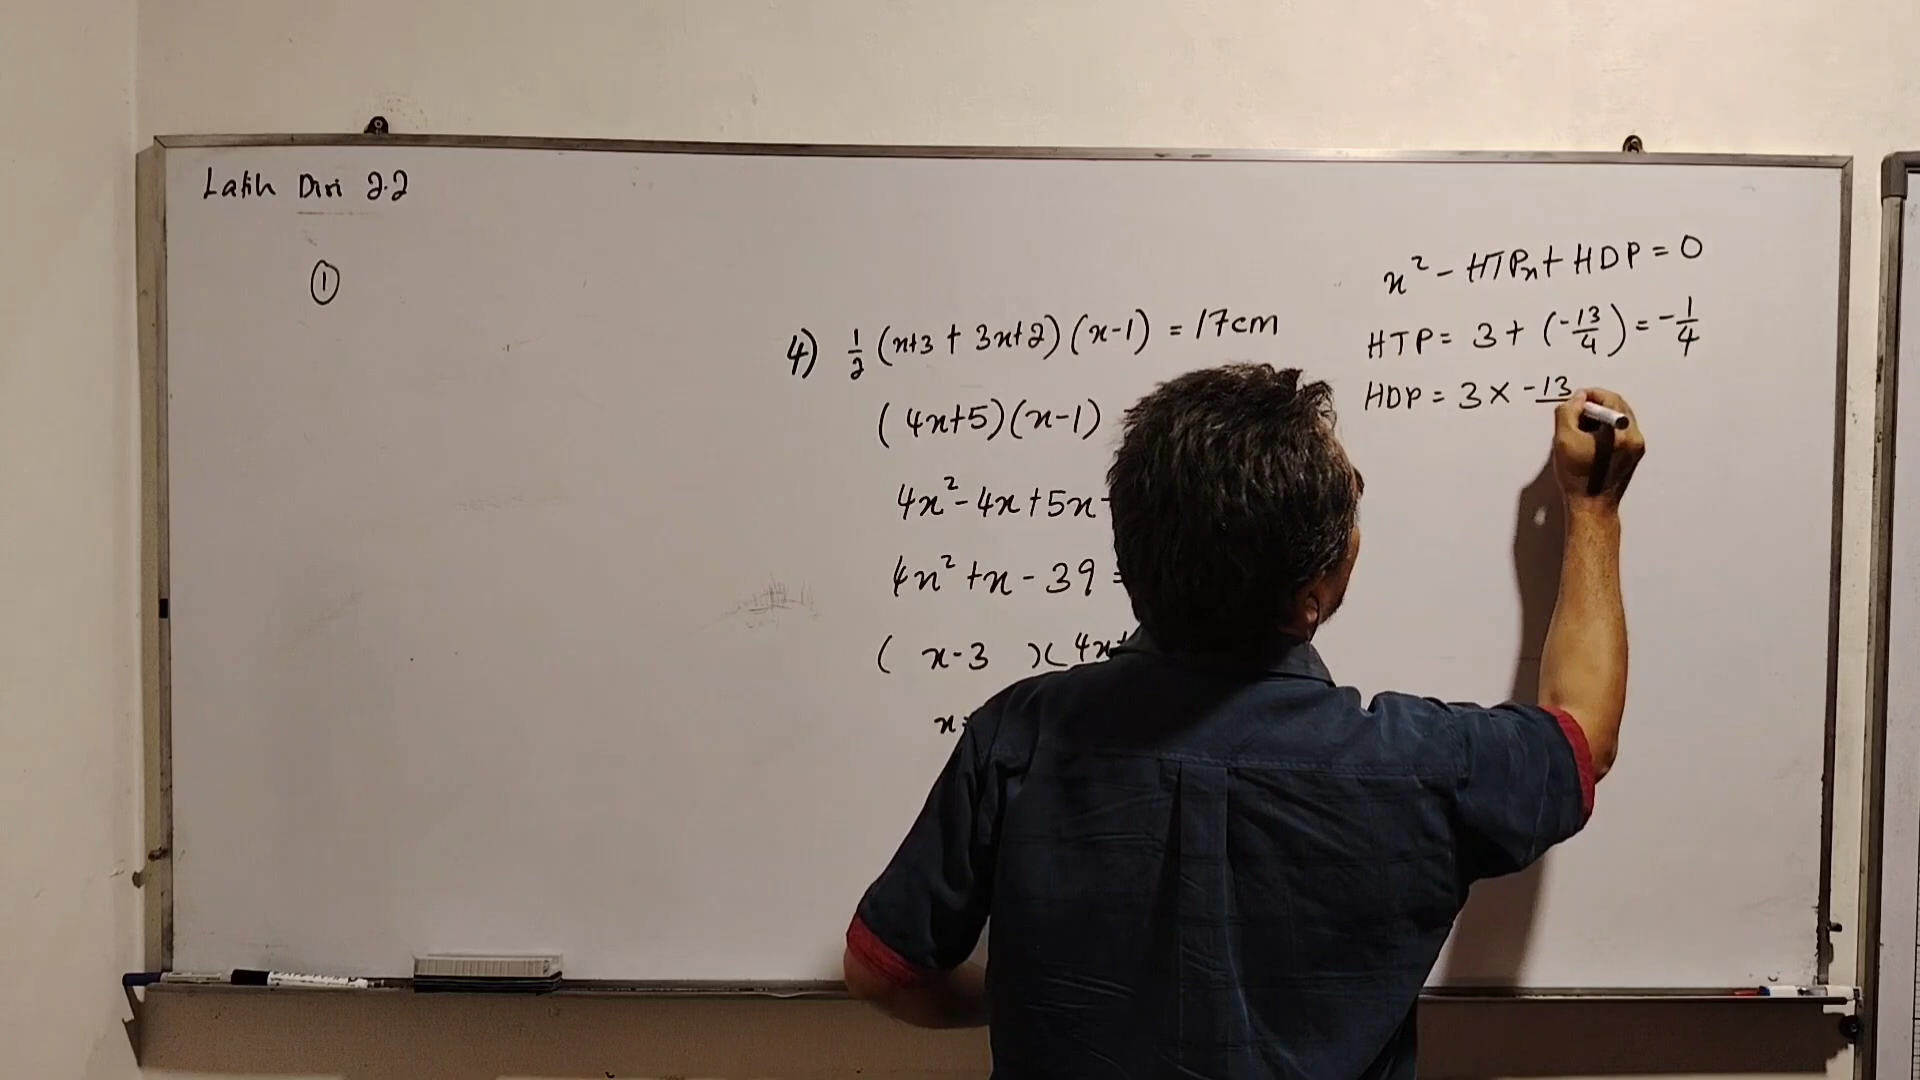 Latih Diri 2.2
①
4) 1/2 (x+3 + 3x+2)(x-1) = 17cm
(4x+5)(x-1)
4x² - 4x + 5x -
4x² + x - 39 =
( x-3 )( 4x+
x =
x² - HTPx + HDP = 0
HTP = 3 + (-13/4) = -1/4
HDP = 3 × -13